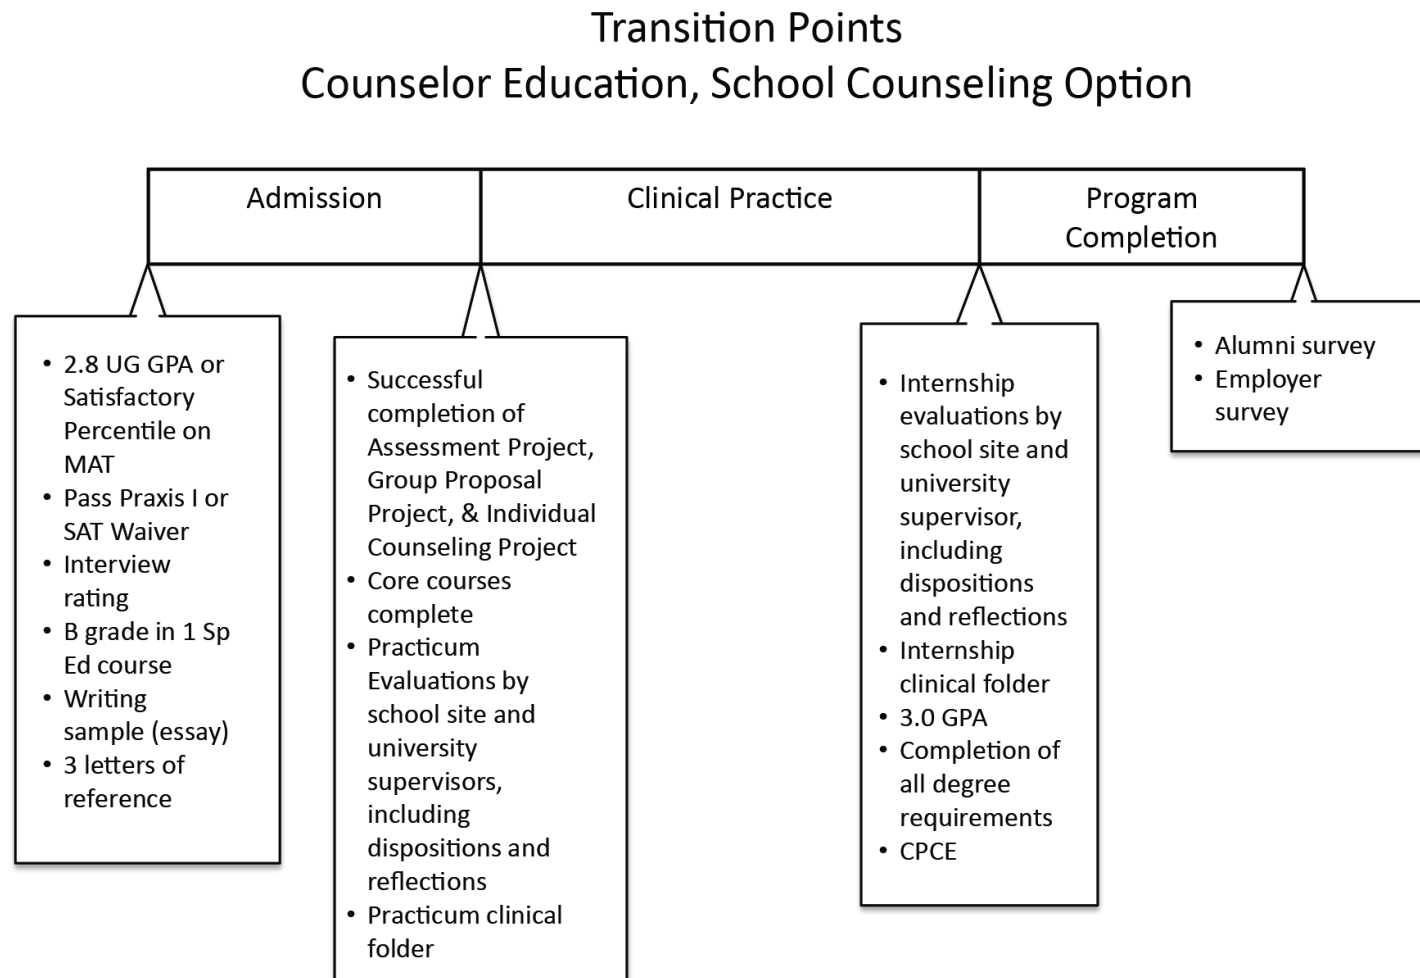 Transition Points
Counselor Education, School Counseling Option
Admission
Clinical Practice
Program
Completion
• 2.8 UG GPA or
Satisfactory
Percentile on
MAT
• Pass Praxis I or
SAT Waiver
• Interview
rating
• B grade in 1 Sp
Ed course
• Writing
sample (essay)
• 3 letters of
reference
• Successful
completion of
Assessment Project,
Group Proposal
Project, & Individual
Counseling Project
• Core courses
complete
• Practicum
Evaluations by
school site and
university
supervisors,
including
dispositions and
reflections
• Practicum clinical
folder
• Internship
evaluations by
school site and
university
supervisor,
including
dispositions
and reflections
• Internship
clinical folder
• 3.0 GPA
• Completion of
all degree
requirements
• CPCE
• Alumni survey
• Employer
survey